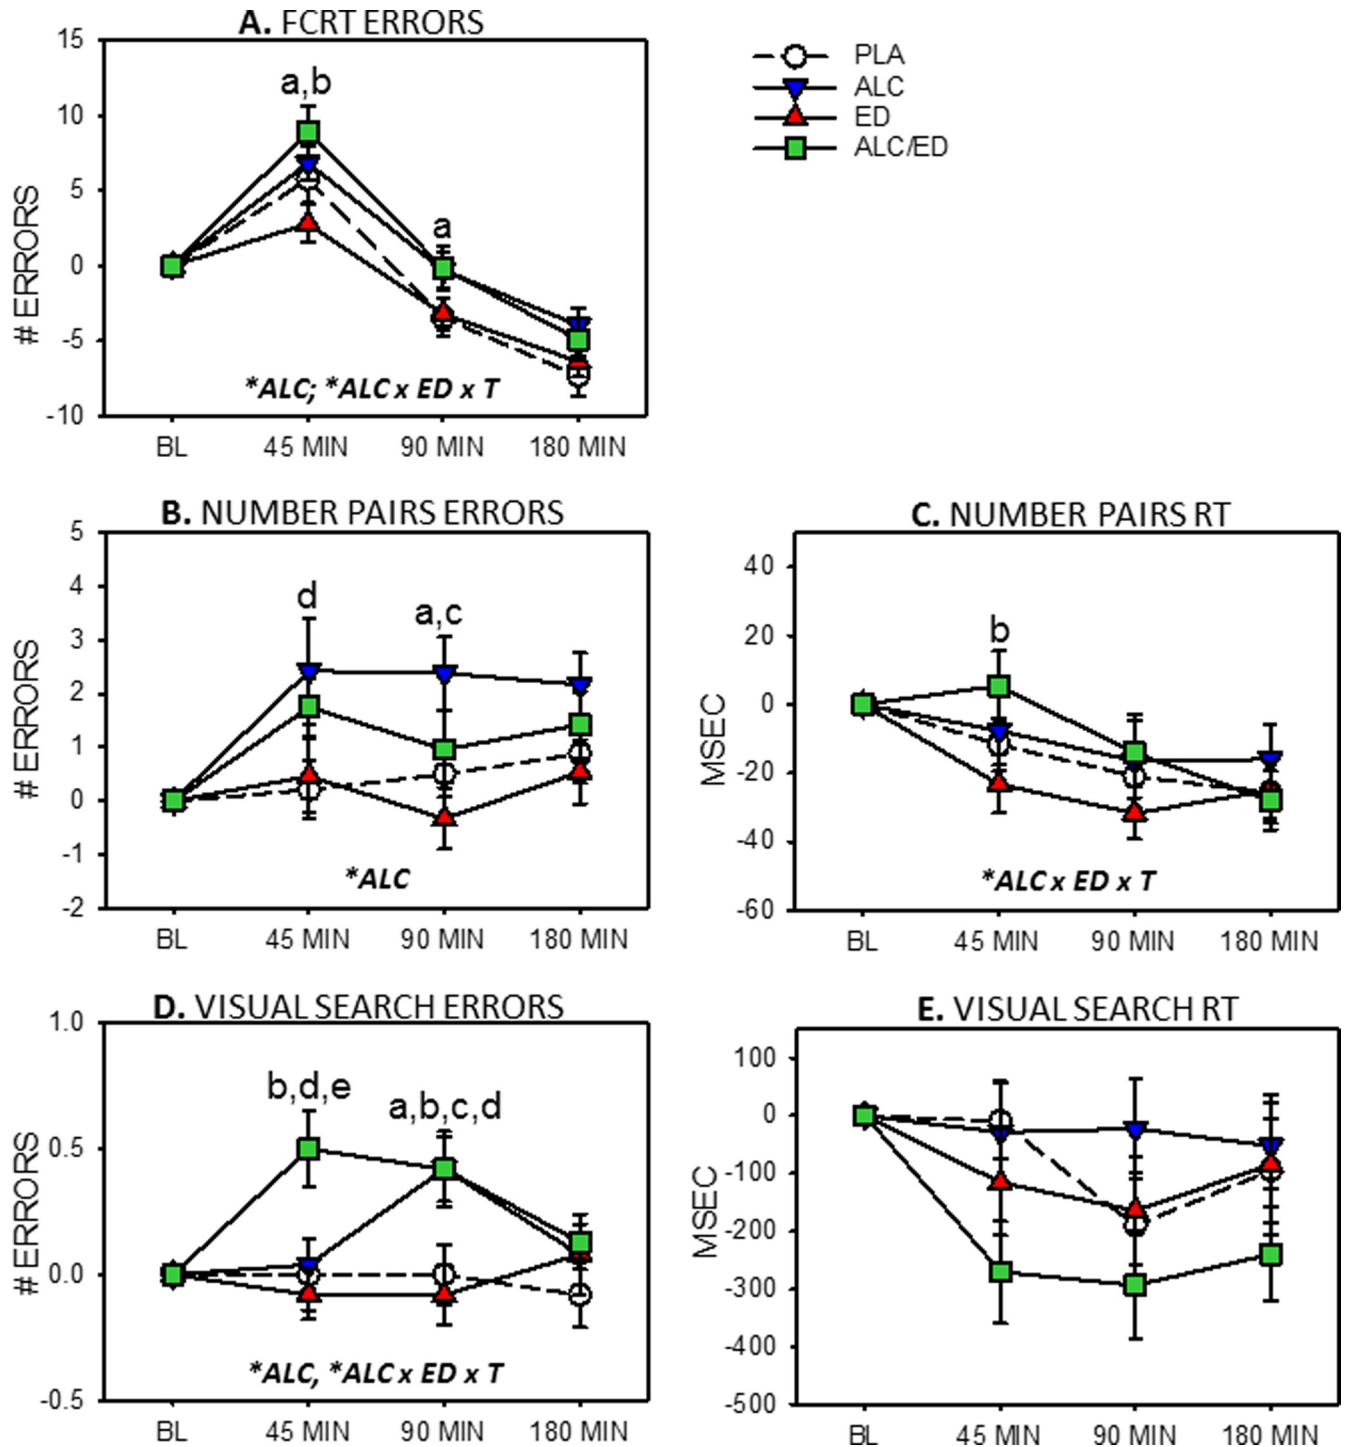 A. FCRT ERRORS
15
10
5
0
-5
-10
# ERRORS
a,b
a
*ALC; *ALC x ED x T
BL 45 MIN 90 MIN 180 MIN
PLA
ALC
ED
ALC/ED
B. NUMBER PAIRS ERRORS
5
4
3
2
1
0
-1
-2
# ERRORS
d
a,c
*ALC
BL 45 MIN 90 MIN 180 MIN
C. NUMBER PAIRS RT
40
20
0
-20
-40
-60
MSEC
b
*ALC x ED x T
BL 45 MIN 90 MIN 180 MIN
D. VISUAL SEARCH ERRORS
1.0
0.5
0.0
-0.5
# ERRORS
b,d,e
a,b,c,d
*ALC, *ALC x ED x T
BL 45 MIN 90 MIN 180 MIN
E. VISUAL SEARCH RT
100
0
-100
-200
-300
-400
-500
MSEC
BL 45 MIN 90 MIN 180 MIN